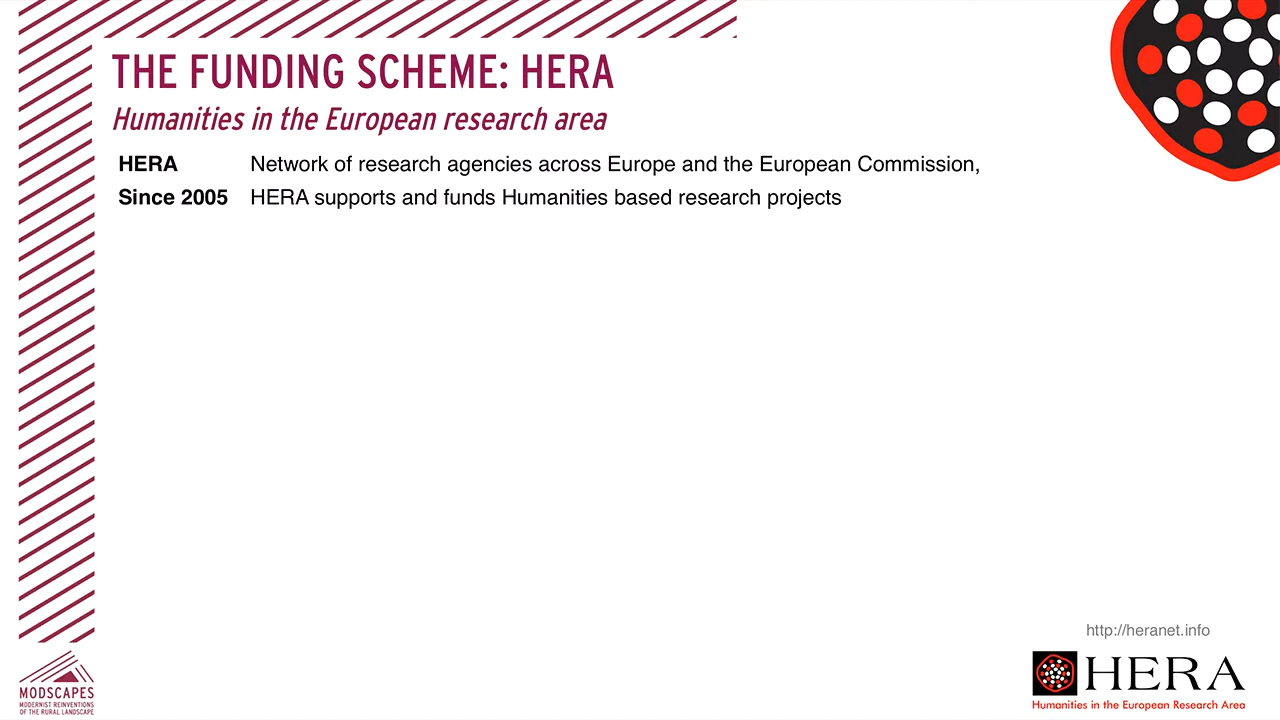 THE FUNDING SCHEME: HERA
Humanities in the European research area
HERA Network of research agencies across Europe and the European Commission,
Since 2005 HERA supports and funds Humanities based research projects
http://heranet.info
HERA
Humanities in the European Research Area
MODSCAPES
MODERNIST REINVENTIONS
OF THE RURAL LANDSCAPE